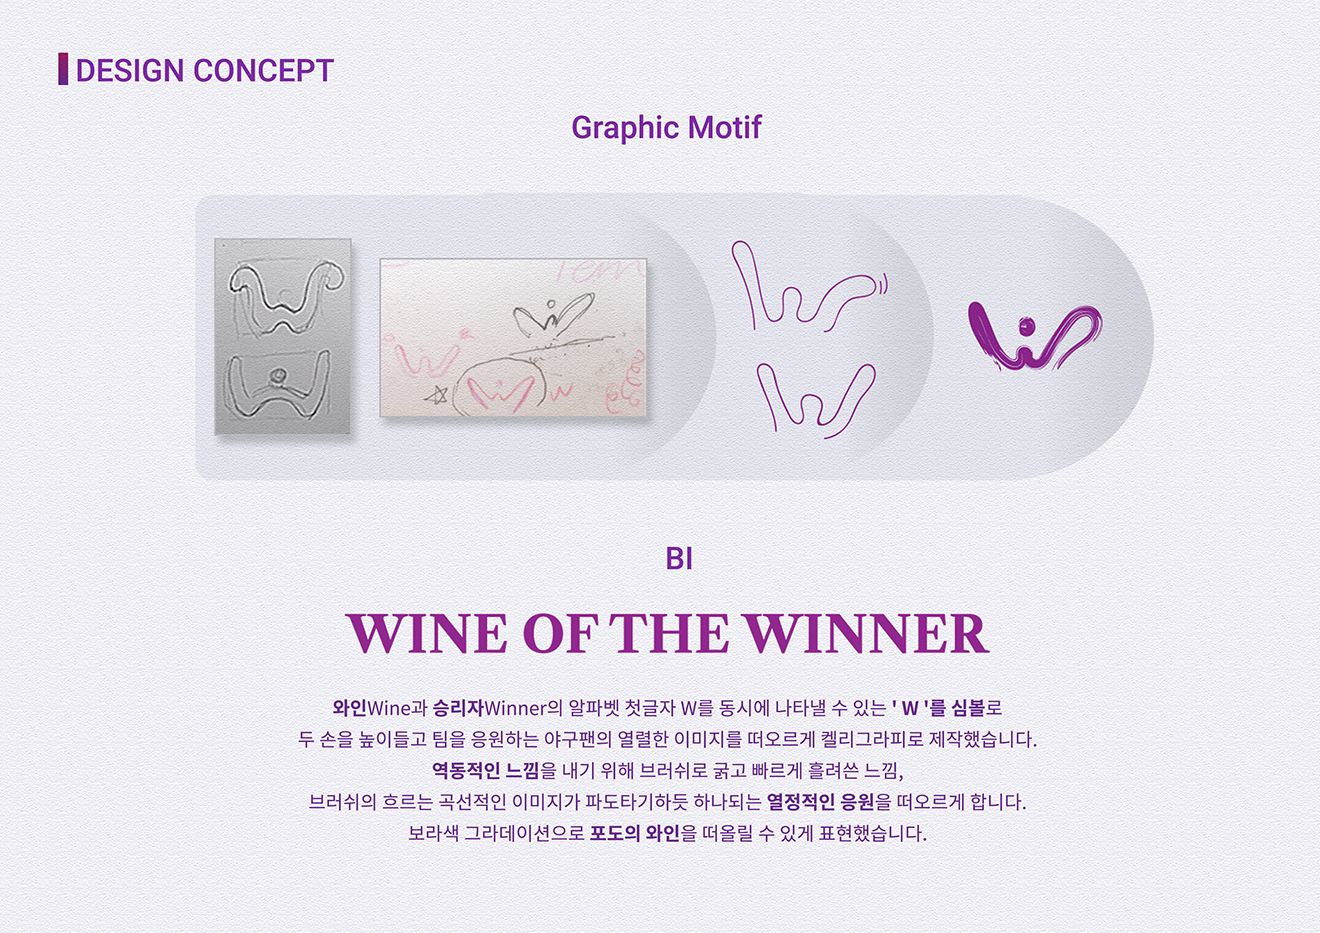 DESIGN CONCEPT
Graphic Motif
BI
WINE OF THE WINNER
와인Wine과 승리자Winner의 알파벳 첫글자 W를 동시에 나타낼 수 있는 ' W '를 심볼로
두 손을 높이들고 팀을 응원하는 야구팬의 열렬한 이미지를 떠오르게 켈리그라피로 제작했습니다.
역동적인 느낌을 내기 위해 브러쉬로 굵고 빠르게 흘려쓴 느낌,
브러쉬의 흐르는 곡선적인 이미지가 파도타기하듯 하나되는 열정적인 응원을 떠오르게 합니다.
보라색 그라데이션으로 포도의 와인을 떠올릴 수 있게 표현했습니다.